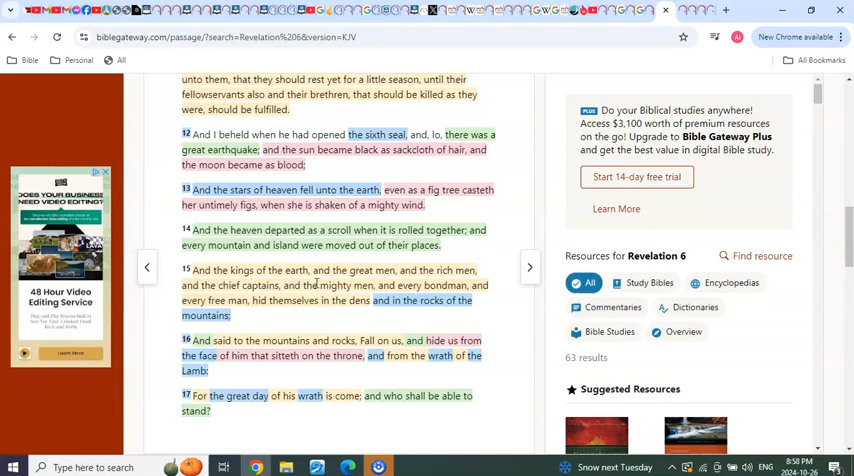 biblegateway.com/passage/?search=Revelation%206&version=KJV
New Chrome available
Bible
Personal
All
All Bookmarks
unto them, that they should rest yet for a little season, until their
fellowservants also and their brethren, that should be killed as they
were, should be fulfilled.
12 And I beheld when he had opened the sixth seal, and, lo, there was a
great earthquake; and the sun became black as sackcloth of hair, and
the moon became as blood;
13 And the stars of heaven fell unto the earth, even as a fig tree casteth
her untimely figs, when she is shaken of a mighty wind.
14 And the heaven departed as a scroll when it is rolled together; and
every mountain and island were moved out of their places.
15 And the kings of the earth, and the great men, and the rich men,
and the chief captains, and the mighty men, and every bondman, and
every free man, hid themselves in the dens and in the rocks of the
mountains;
16 And said to the mountains and rocks, Fall on us, and hide us from
the face of him that sitteth on the throne, and from the wrath of the
Lamb:
17 For the great day of his wrath is come; and who shall be able to
stand?
DOES YOUR BUSINESS
NEED VIDEO EDITING?
48 Hour Video
Editing Service
Learn More
PLUS Do your Biblical studies anywhere!
Access $3,100 worth of premium resources
on the go! Upgrade to Bible Gateway Plus
and get the best value in digital Bible study.
Start 14-day free trial
Learn More
Resources for Revelation 6
Find resource
All
Study Bibles
Encyclopedias
Commentaries
Dictionaries
Bible Studies
Overview
63 results
Suggested Resources
Type here to search
Snow next Tuesday
ENG
8:58 PM
2024-10-26